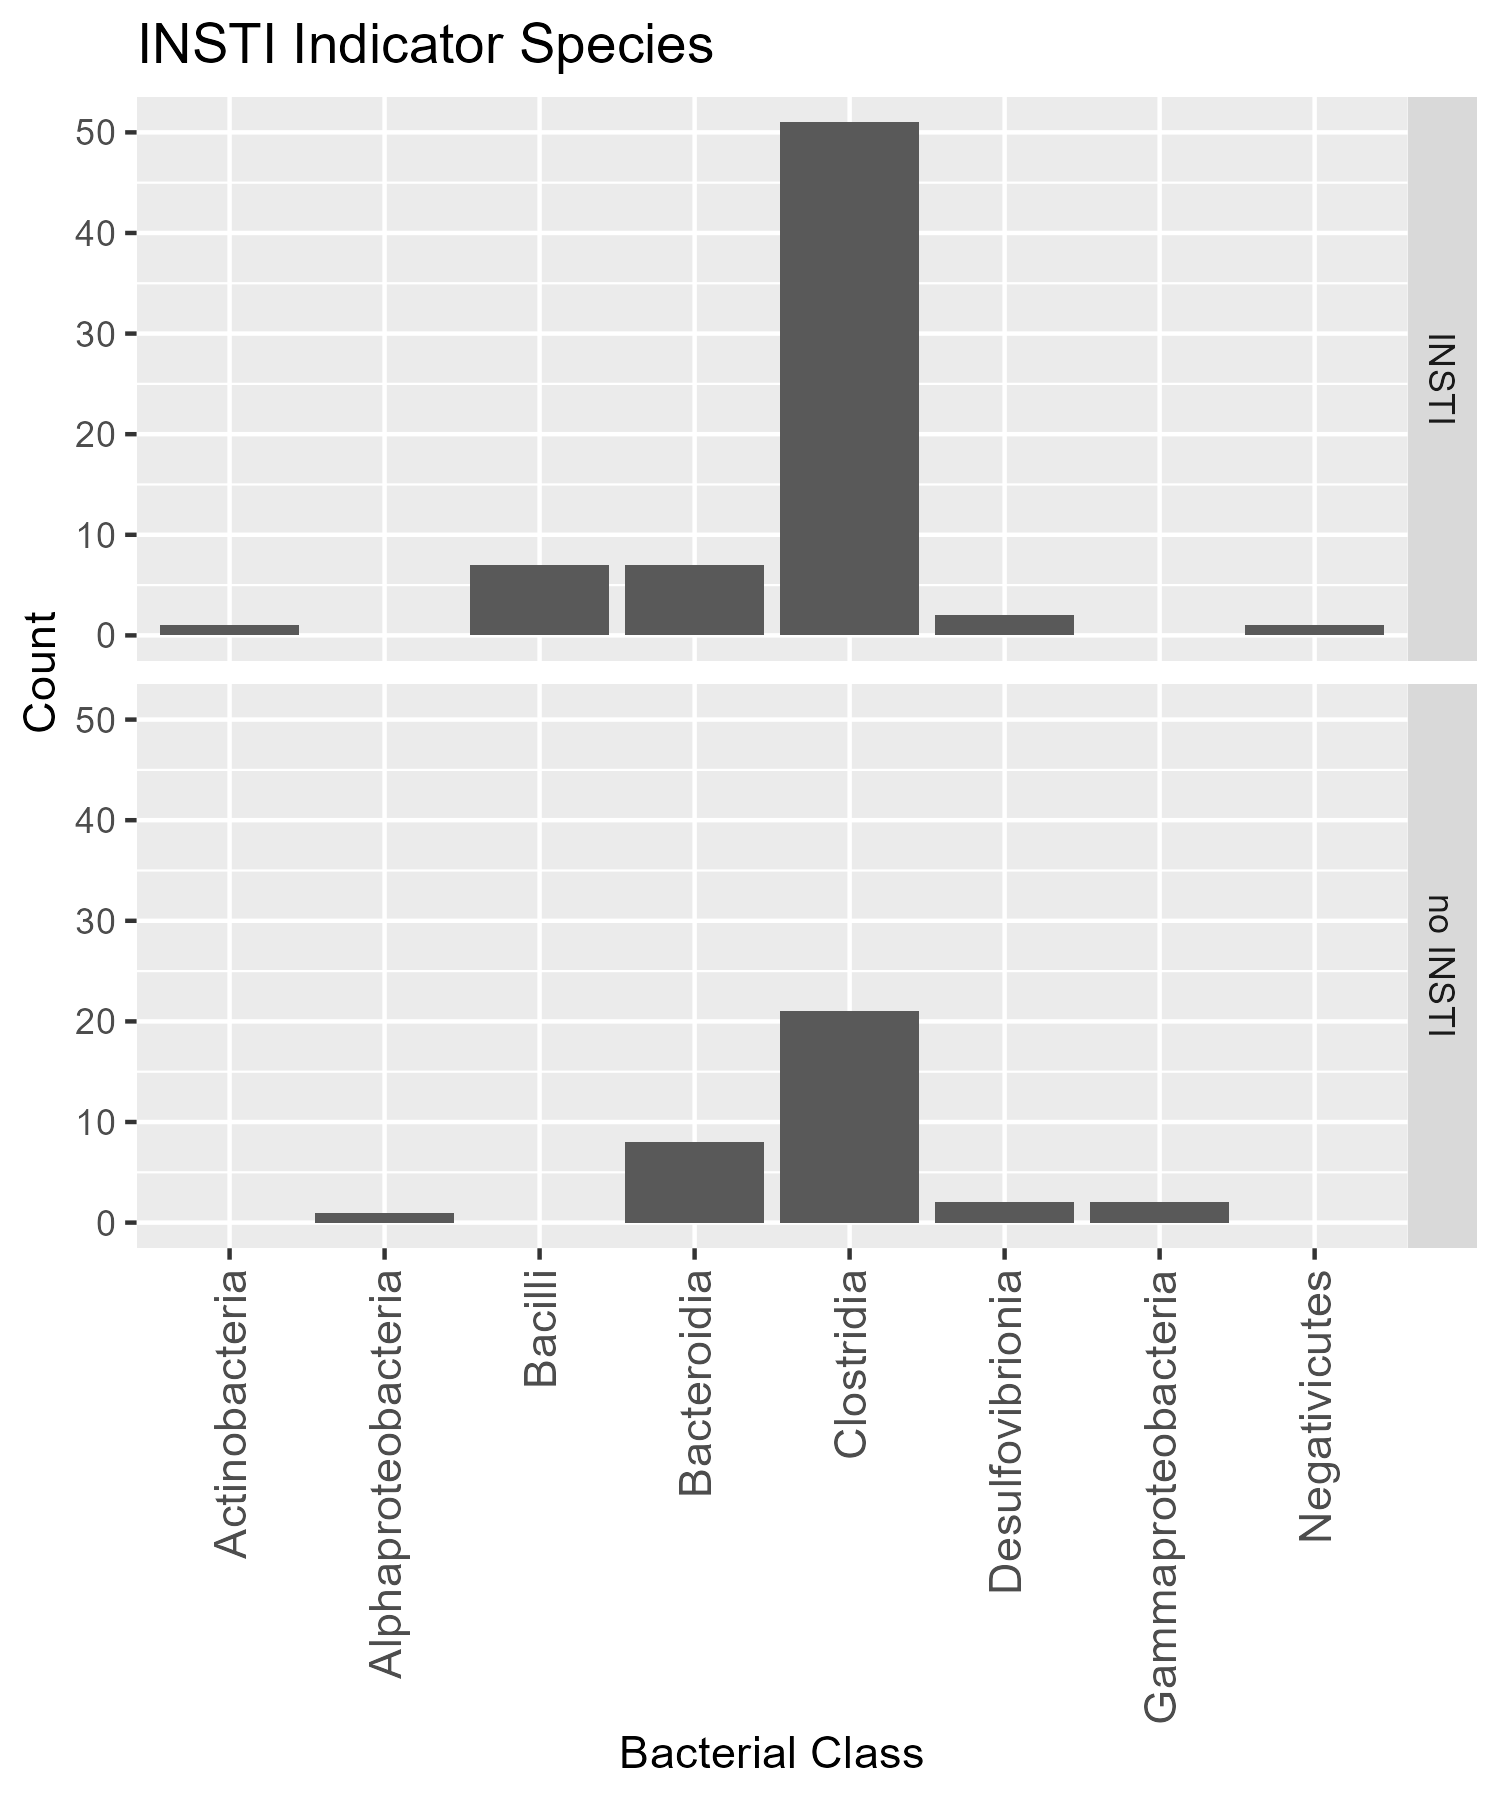 INSTI Indicator Species
50
40
30
20
10
0
INSTI
Count
50
40
30
20
10
0
no INSTI
Actinobacteria
Alphaproteobacteria
Bacilli
Bacteroidia
Clostridia
Desulfovibrionia
Gammaproteobacteria
Negativicutes
Bacterial Class